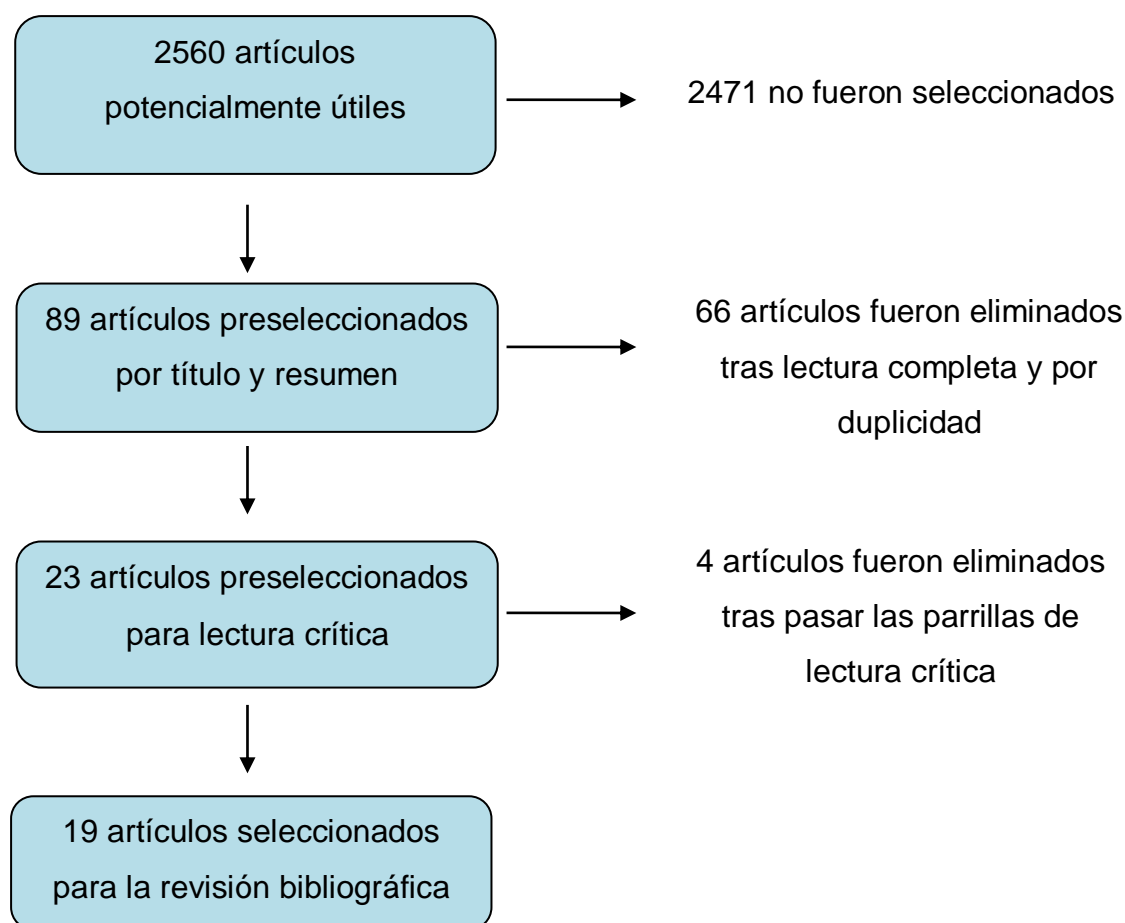 2560 artículos
potencialmente útiles
2471 no fueron seleccionados
89 artículos preseleccionados
por título y resumen
66 artículos fueron eliminados
tras lectura completa y por
duplicidad
23 artículos preseleccionados
para lectura crítica
4 artículos fueron eliminados
tras pasar las parrillas de
lectura crítica
19 artículos seleccionados
para la revisión bibliográfica